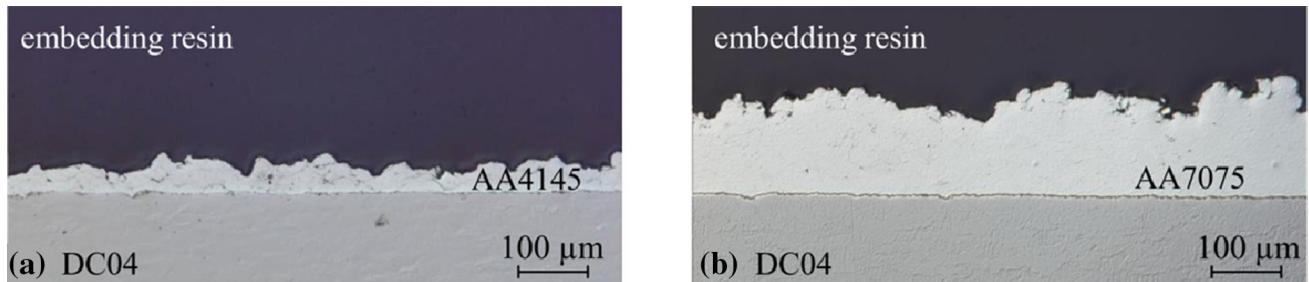 embedding resin
AA4145
100 µm
(a) DC04
embedding resin
AA7075
100 µm
(b) DC04